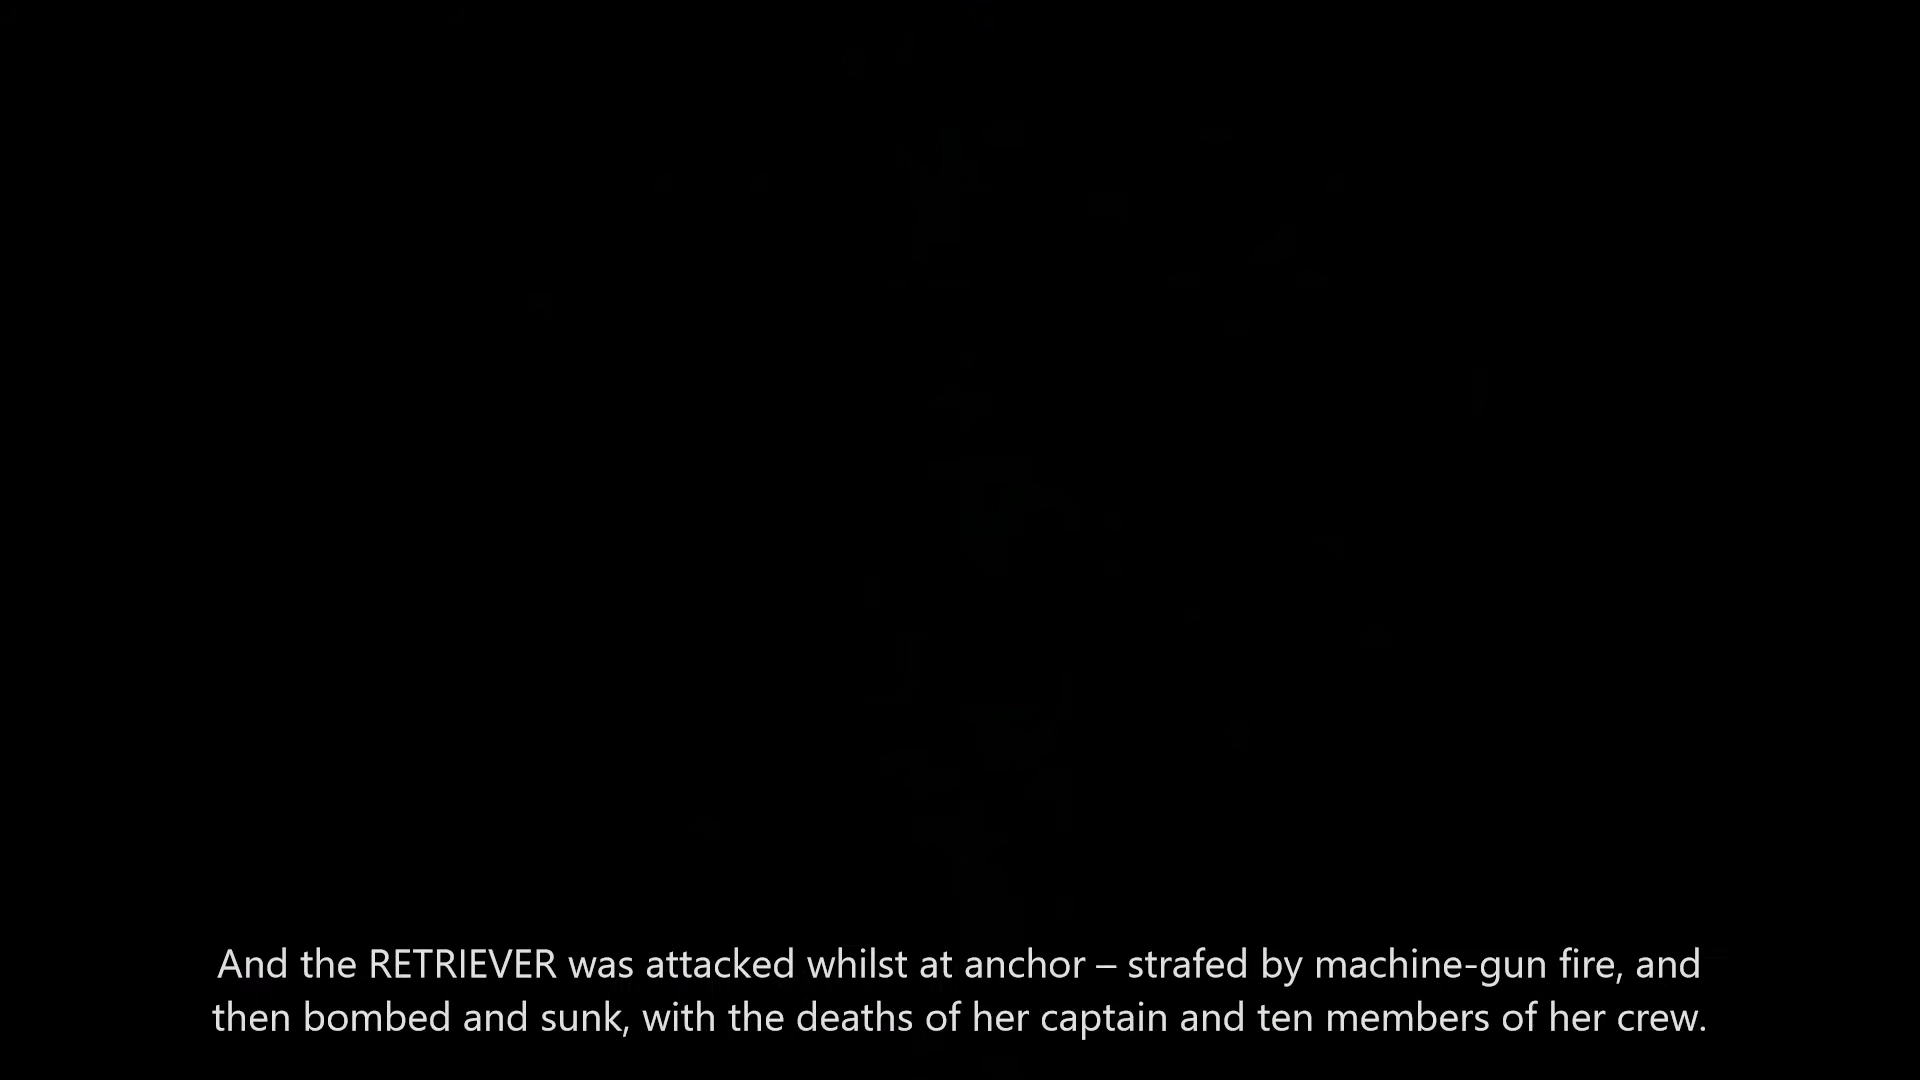 And the RETRIEVER was attacked whilst at anchor – strafed by machine-gun fire, and
then bombed and sunk, with the deaths of her captain and ten members of her crew.